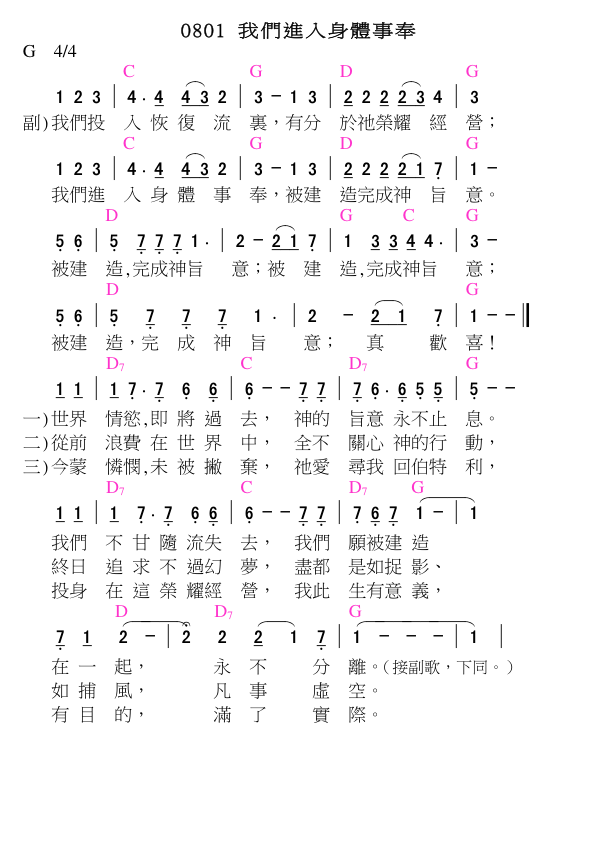 0801 我們進入身體事奉
G 4/4
C G D G
1 2 3 | 4 . 4 4 3 2 | 3 - 1 3 | 2 2 2 2 3 4 | 3
副)我們投 入 恢 復 流 裏，有分 於祂榮耀 經 營；
C G D G
1 2 3 | 4 . 4 4 3 2 | 3 - 1 3 | 2 2 2 2 1 7 | 1 -
我們進 入 身 體 事 奉，被建 造完成神 旨 意。
D G C G
5 6 | 5 7 7 7 1 . | 2 - 2 1 7 | 1 3 3 4 4 . | 3 -
被建 造，完成神旨 意；被 建 造，完成神旨 意；
D G
5 6 | 5 7 7 7 1 . | 2 - 2 1 7 | 1 - - ‖
被建 造，完 成 神 旨 意； 真 歡 喜！
D7 C D7 G
1 1 | 1 7 . 7 6 6 | 6 - - 7 7 | 7 6 . 6 5 5 | 5 - -
一)世界 情慾，即 將 過 去， 神的 旨意 永不止 息。
二)從前 浪費 在 世 界 中， 全不 關心 神的行 動，
三)今蒙 憐憫，未 被 撇 棄， 祂愛 尋我 回伯特 利，
D7 C D7 G
1 1 | 1 7 . 7 6 6 | 6 - - 7 7 | 7 6 7 1 - | 1
我們 不 甘 隨 流失 去， 我們 願被建 造
終日 追 求 不 過幻 夢， 盡都 是如捉 影、
投身 在 這 榮 耀經 營， 我此 生有意 義，
D D7 G
7 1 2 - | 2 2 2 1 7 | 1 - - - | 1 |
在 一 起， 永 不 分 離。（接副歌，下同。）
如 捕 風， 凡 事 虛 空。
有 目 的， 滿 了 實 際。